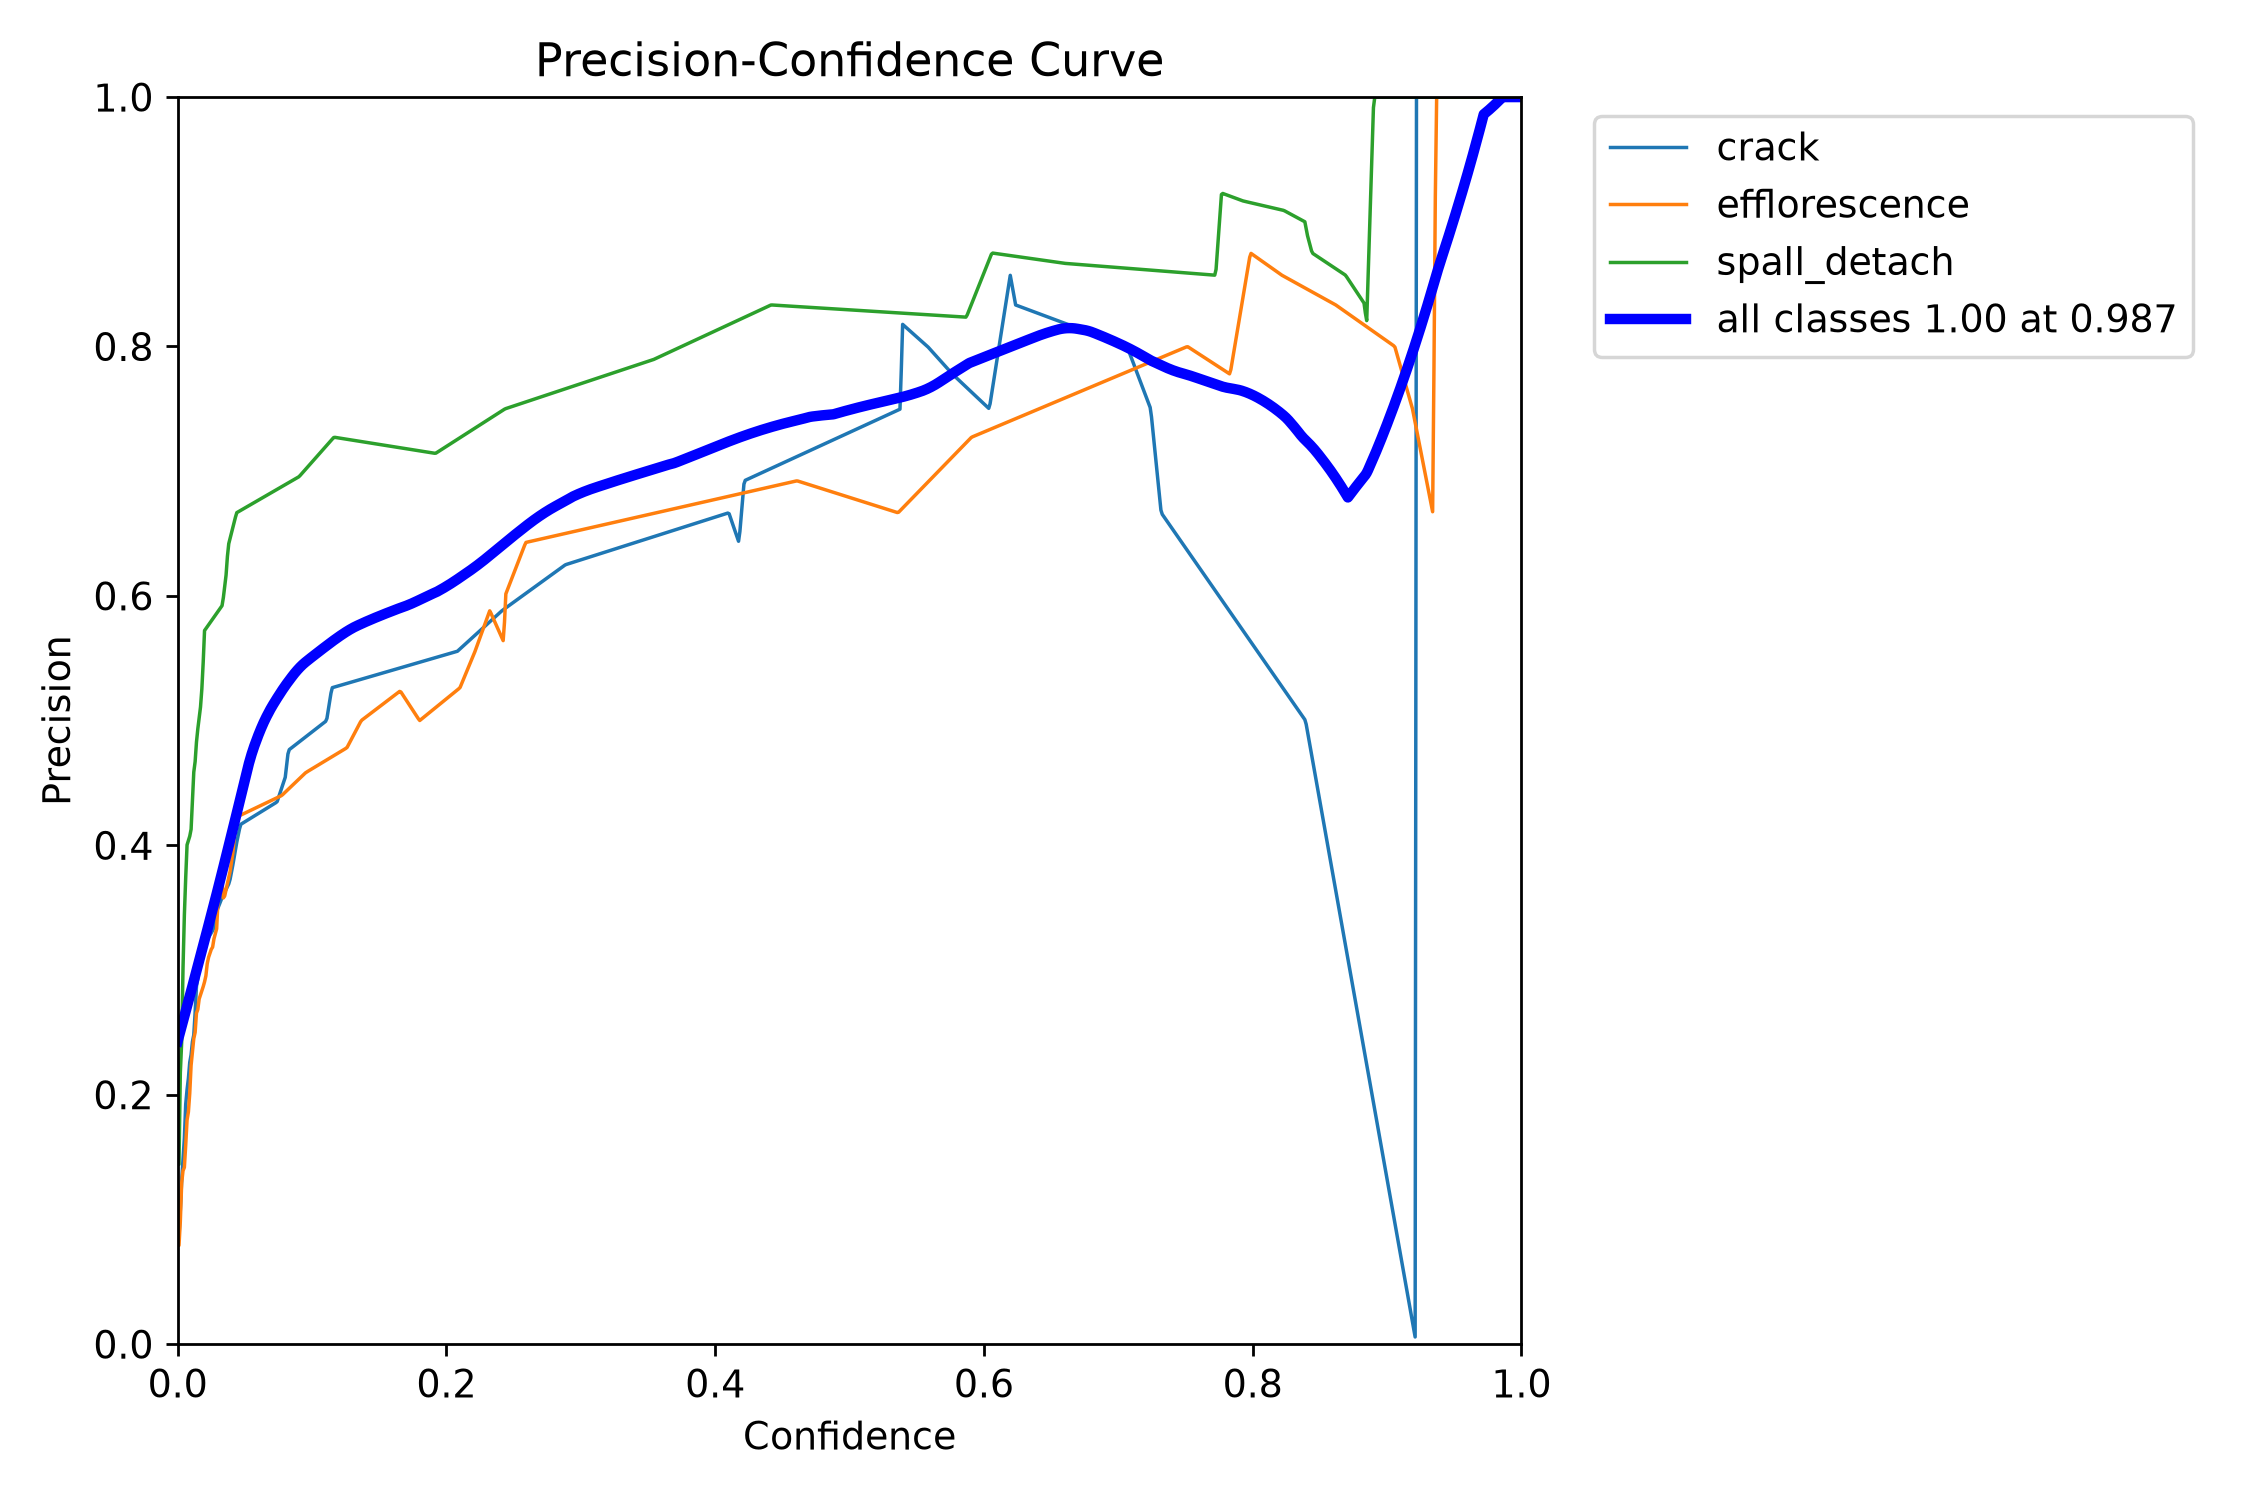 Precision-Confidence Curve
1.0
0.8
0.6
0.4
0.2
0.0
Precision
0.0 0.2 0.4 0.6 0.8 1.0
Confidence
crack
efflorescence
spall_detach
all classes 1.00 at 0.987